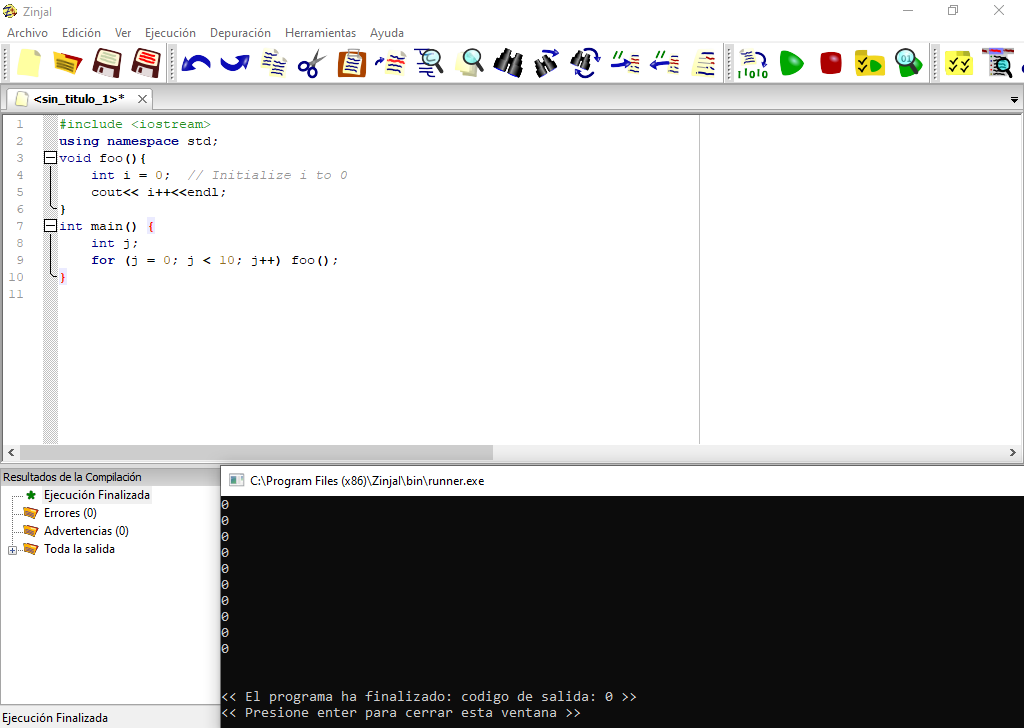 Zinjal
Archivo Edición Ver Ejecución Depuración Herramientas Ayuda
<sin_titulo_1>*
1 #include <iostream>
2 using namespace std;
3 void foo(){
4 int i = 0; // Initialize i to 0
5 cout<< i++<<endl;
6 }
7 int main() {
8 int j;
9 for (j = 0; j < 10; j++) foo();
10 }
11
Resultados de la Compilación
Ejecución Finalizada
Errores (0)
Advertencias (0)
Toda la salida
Ejecución Finalizada
C:\Program Files (x86)\Zinjal\bin\runner.exe
0
0
0
0
0
0
0
0
0
0
<< El programa ha finalizado: codigo de salida: 0 >>
<< Presione enter para cerrar esta ventana >>